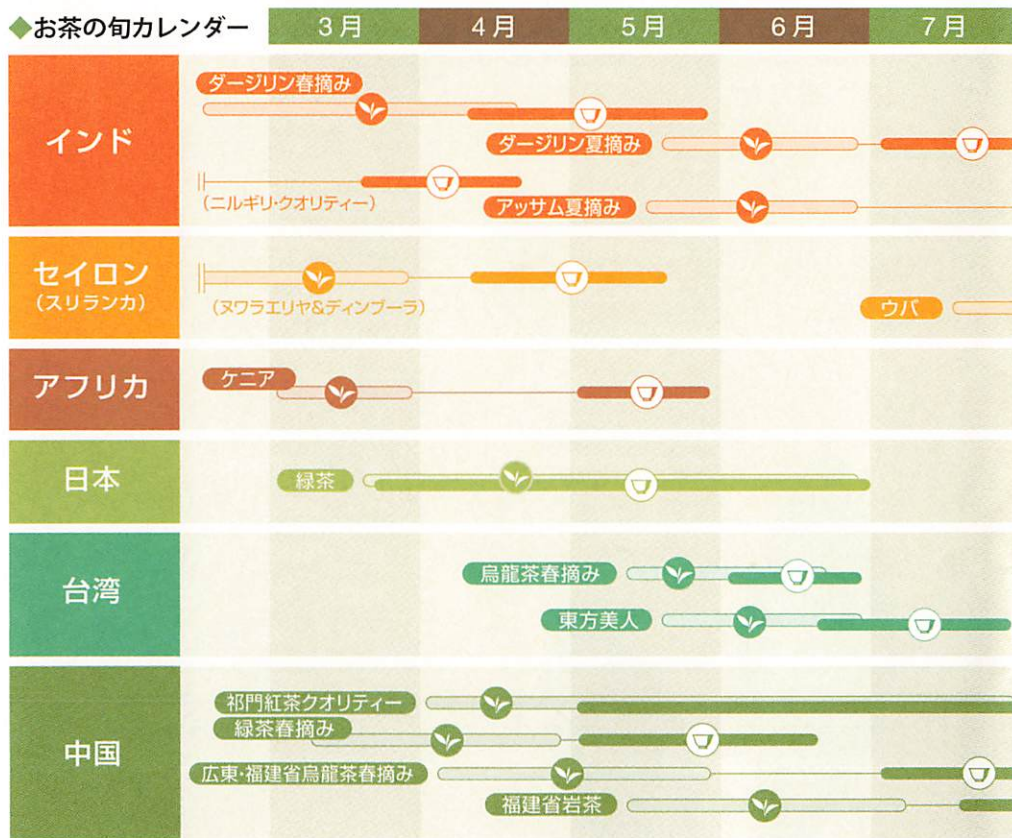 ◆お茶の旬カレンダー
3月
4月
5月
6月
7月
インド
ダージリン春摘み
ダージリン夏摘み
(ニルギリ・クオリティー)
アッサム夏摘み
セイロン
(スリランカ)
(ヌワラエリヤ&ディンブーラ)
ウバ
アフリカ
ケニア
日本
緑茶
台湾
烏龍茶春摘み
東方美人
中国
祁門紅茶クオリティー
緑茶春摘み
広東・福建省烏龍茶春摘み
福建省岩茶